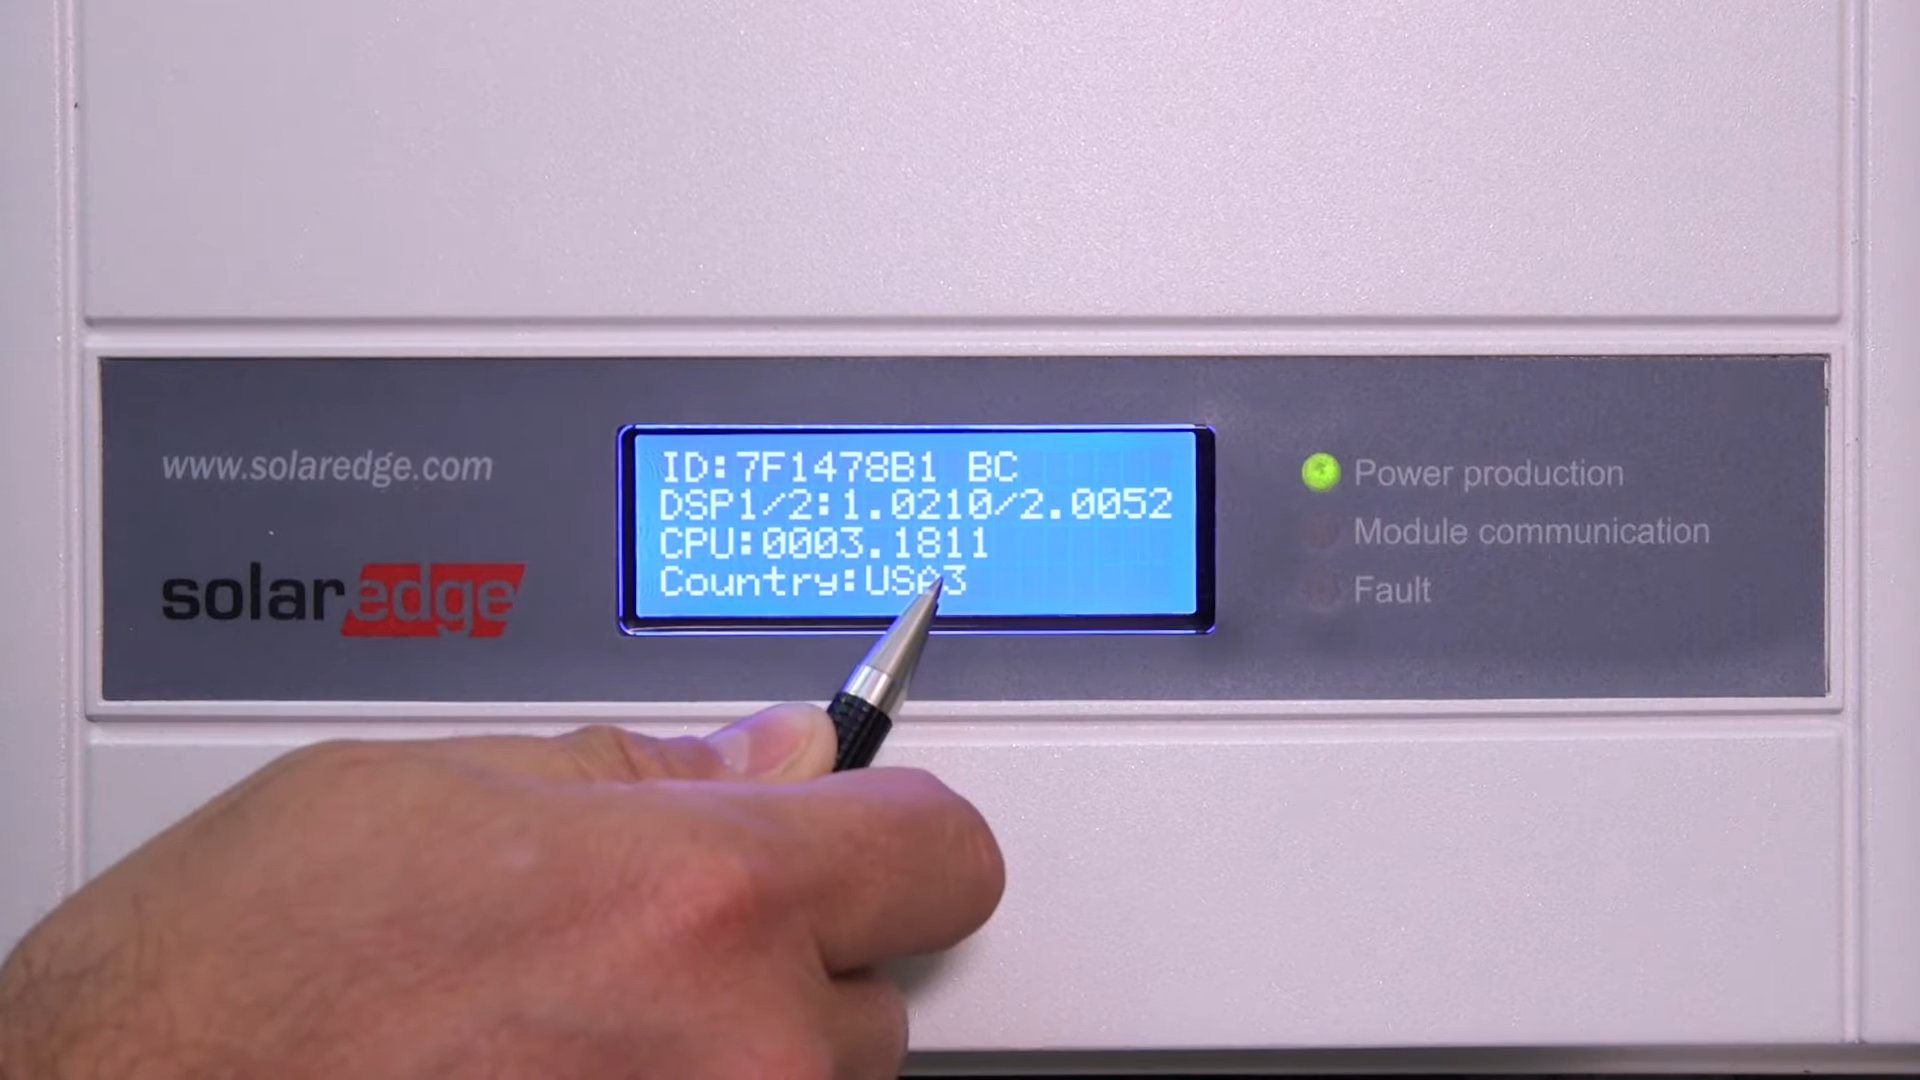 www.solaredge.com
solaredge
ID:7F1478B1 BC
DSP1/2:1.0210/2.0052
CPU:0003.1811
Country:USA3
Power production
Module communication
Fault